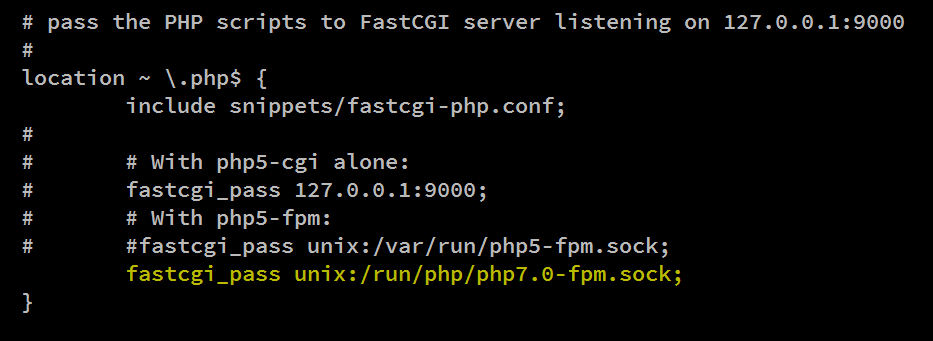 # pass the PHP scripts to FastCGI server listening on 127.0.0.1:9000
#
location ~ \.php$ {
        include snippets/fastcgi-php.conf;
#
#       # With php5-cgi alone:
#       fastcgi_pass 127.0.0.1:9000;
#       # With php5-fpm:
#       #fastcgi_pass unix:/var/run/php5-fpm.sock;
        fastcgi_pass unix:/run/php/php7.0-fpm.sock;
}